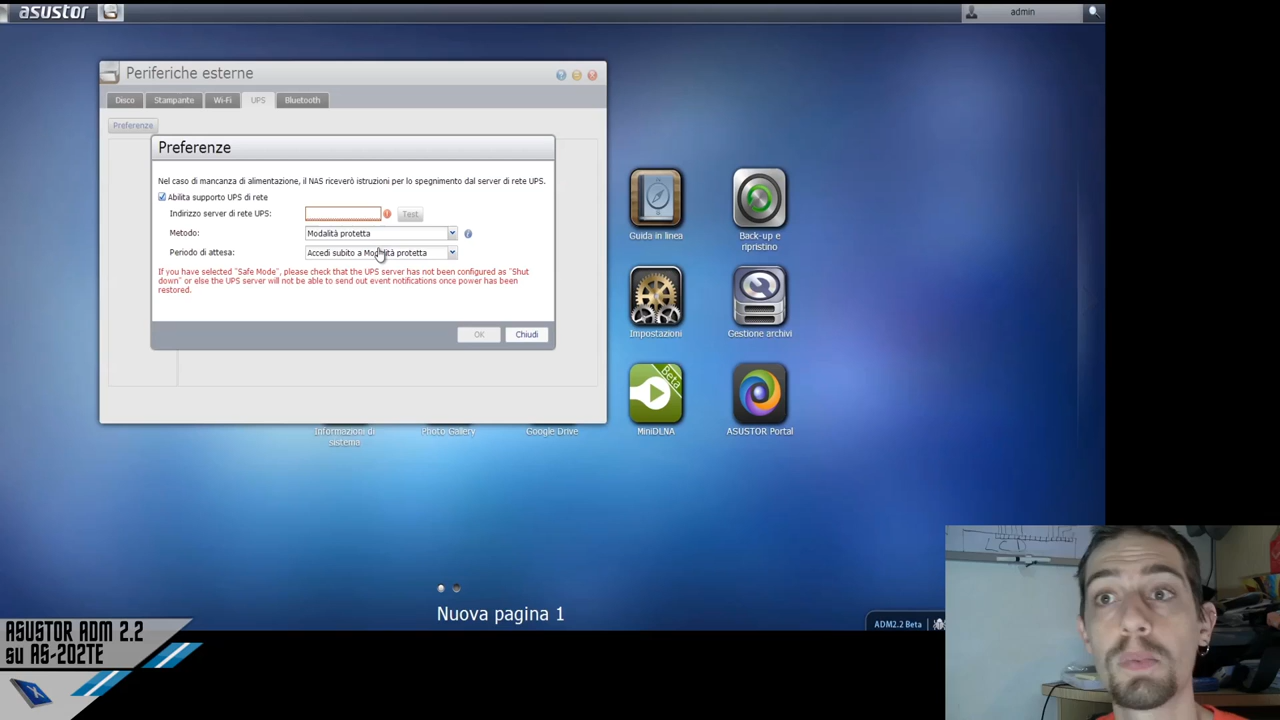 asustor
admin
Periferiche esterne
Disco
Stampante
Wi-Fi
UPS
Bluetooth
Preferenze
Preferenze
Nel caso di mancanza di alimentazione, il NAS riceverò istruzioni per lo spegnimento dal server di rete UPS.
Abilita supporto UPS di rete
Indirizzo server di rete UPS:
Test
Metodo:
Modalità protetta
Periodo di attesa:
Accedi subito a Modalità protetta
If you have selected "Safe Mode", please check that the UPS server has not been configured as "Shut
down" or else the UPS server will not be able to send out event notifications once power has been
restored.
OK
Chiudi
Guida in linea
Back-up e
ripristino
Impostazioni
Gestione archivi
Beta
Informazioni di
sistema
Photo Gallery
Google Drive
MiniDLNA
ASUSTOR Portal
Nuova pagina 1
ADM2.2 Beta
ASUSTOR ADM 2.2
su AS-202TE
X
LCD